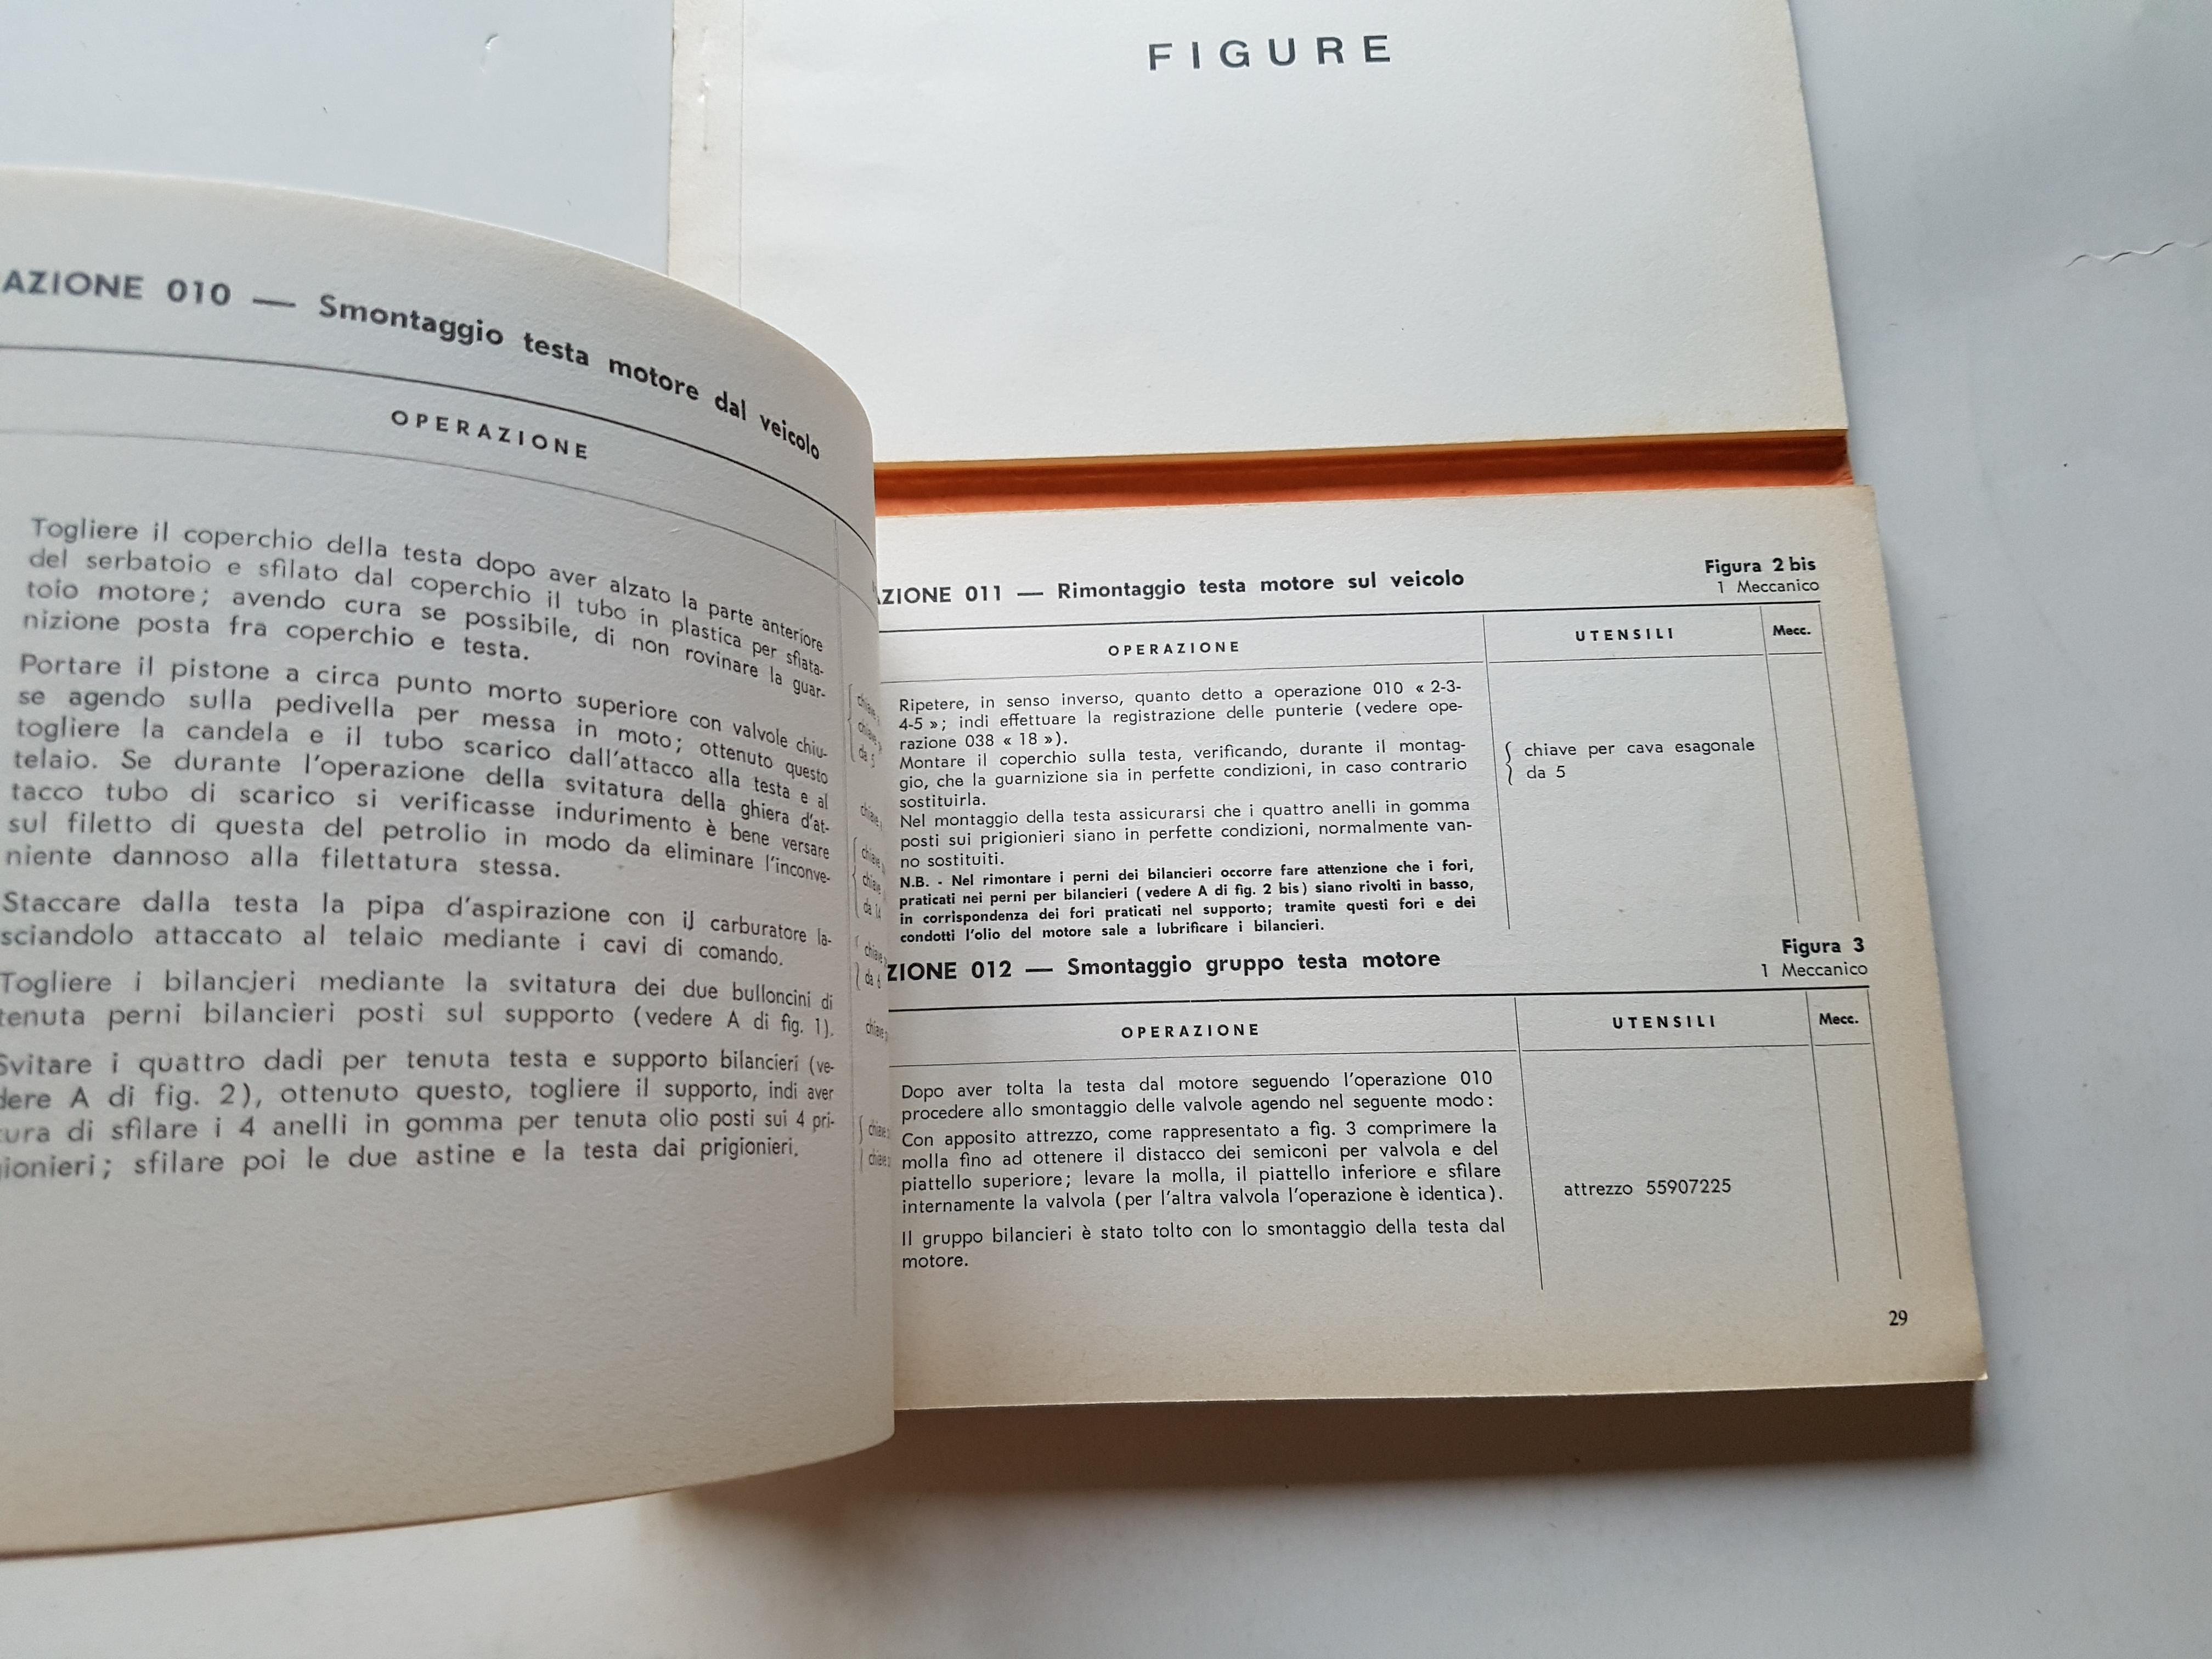 FIGURE
AZIONE 010 — Smontaggio testa motore dal veicolo
OPERAZIONE
Togliere il coperchio della testa dopo aver alzato la parte anteriore
del serbatoio e sfilato dal coperchio il tubo in plastica per sfiata-
toio motore; avendo cura se possibile, di non rovinare la guar-
nizione posta fra coperchio e testa.
Portare il pistone a circa punto morto superiore con valvole chiu-
se agendo sulla pedivella per messa in moto; ottenuto questo
togliere la candela e il tubo scarico dall'attacco alla testa e al
telaio. Se durante l'operazione della svitatura della ghiera d'at-
tacco tubo di scarico si verificasse indurimento è bene versare
sul filetto di questa del petrolio in modo da eliminare l'inconve-
niente dannoso alla filettatura stessa.
Staccare dalla testa la pipa d'aspirazione con il carburatore la-
sciandolo attaccato al telaio mediante i cavi di comando.
Togliere i bilancieri mediante la svitatura dei due bulloncini di
tenuta perni bilancieri posti sul supporto (vedere A di fig. 1).
Svitare i quattro dadi per tenuta testa e supporto bilancieri (ve-
dere A di fig. 2), ottenuto questo, togliere il supporto, indi aver
cura di sfilare i 4 anelli in gomma per tenuta olio posti sui 4 pri-
gionieri; sfilare poi le due astine e la testa dai prigionieri.
chiave
chiave
da 5
chiave
chiave
chiave
da 14
chiave
da 6
chiave
chiave
chiave
AZIONE 011 — Rimontaggio testa motore sul veicolo
Figura 2 bis
1 Meccanico
OPERAZIONE
UTENSILI
Mecc.
Ripetere, in senso inverso, quanto detto a operazione 010 « 2-3-
4-5 »; indi effettuare la registrazione delle punterie (vedere ope-
razione 038 « 18 »).
Montare il coperchio sulla testa, verificando, durante il montag-
gio, che la guarnizione sia in perfette condizioni, in caso contrario
sostituirla.
Nel montaggio della testa assicurarsi che i quattro anelli in gomma
posti sui prigionieri siano in perfette condizioni, normalmente van-
no sostituiti.
N.B. - Nel rimontare i perni dei bilancieri occorre fare attenzione che i fori,
praticati nei perni per bilancieri (vedere A di fig. 2 bis) siano rivolti in basso,
in corrispondenza dei fori praticati nel supporto; tramite questi fori e dei
condotti l'olio del motore sale a lubrificare i bilancieri.
chiave per cava esagonale
da 5
ZIONE 012 — Smontaggio gruppo testa motore
Figura 3
1 Meccanico
OPERAZIONE
UTENSILI
Mecc.
Dopo aver tolta la testa dal motore seguendo l'operazione 010
procedere allo smontaggio delle valvole agendo nel seguente modo:
Con apposito attrezzo, come rappresentato a fig. 3 comprimere la
molla fino ad ottenere il distacco dei semiconi per valvola e del
piattello superiore; levare la molla, il piattello inferiore e sfilare
internamente la valvola (per l'altra valvola l'operazione è identica).
Il gruppo bilancieri è stato tolto con lo smontaggio della testa dal
motore.
attrezzo 55907225
29